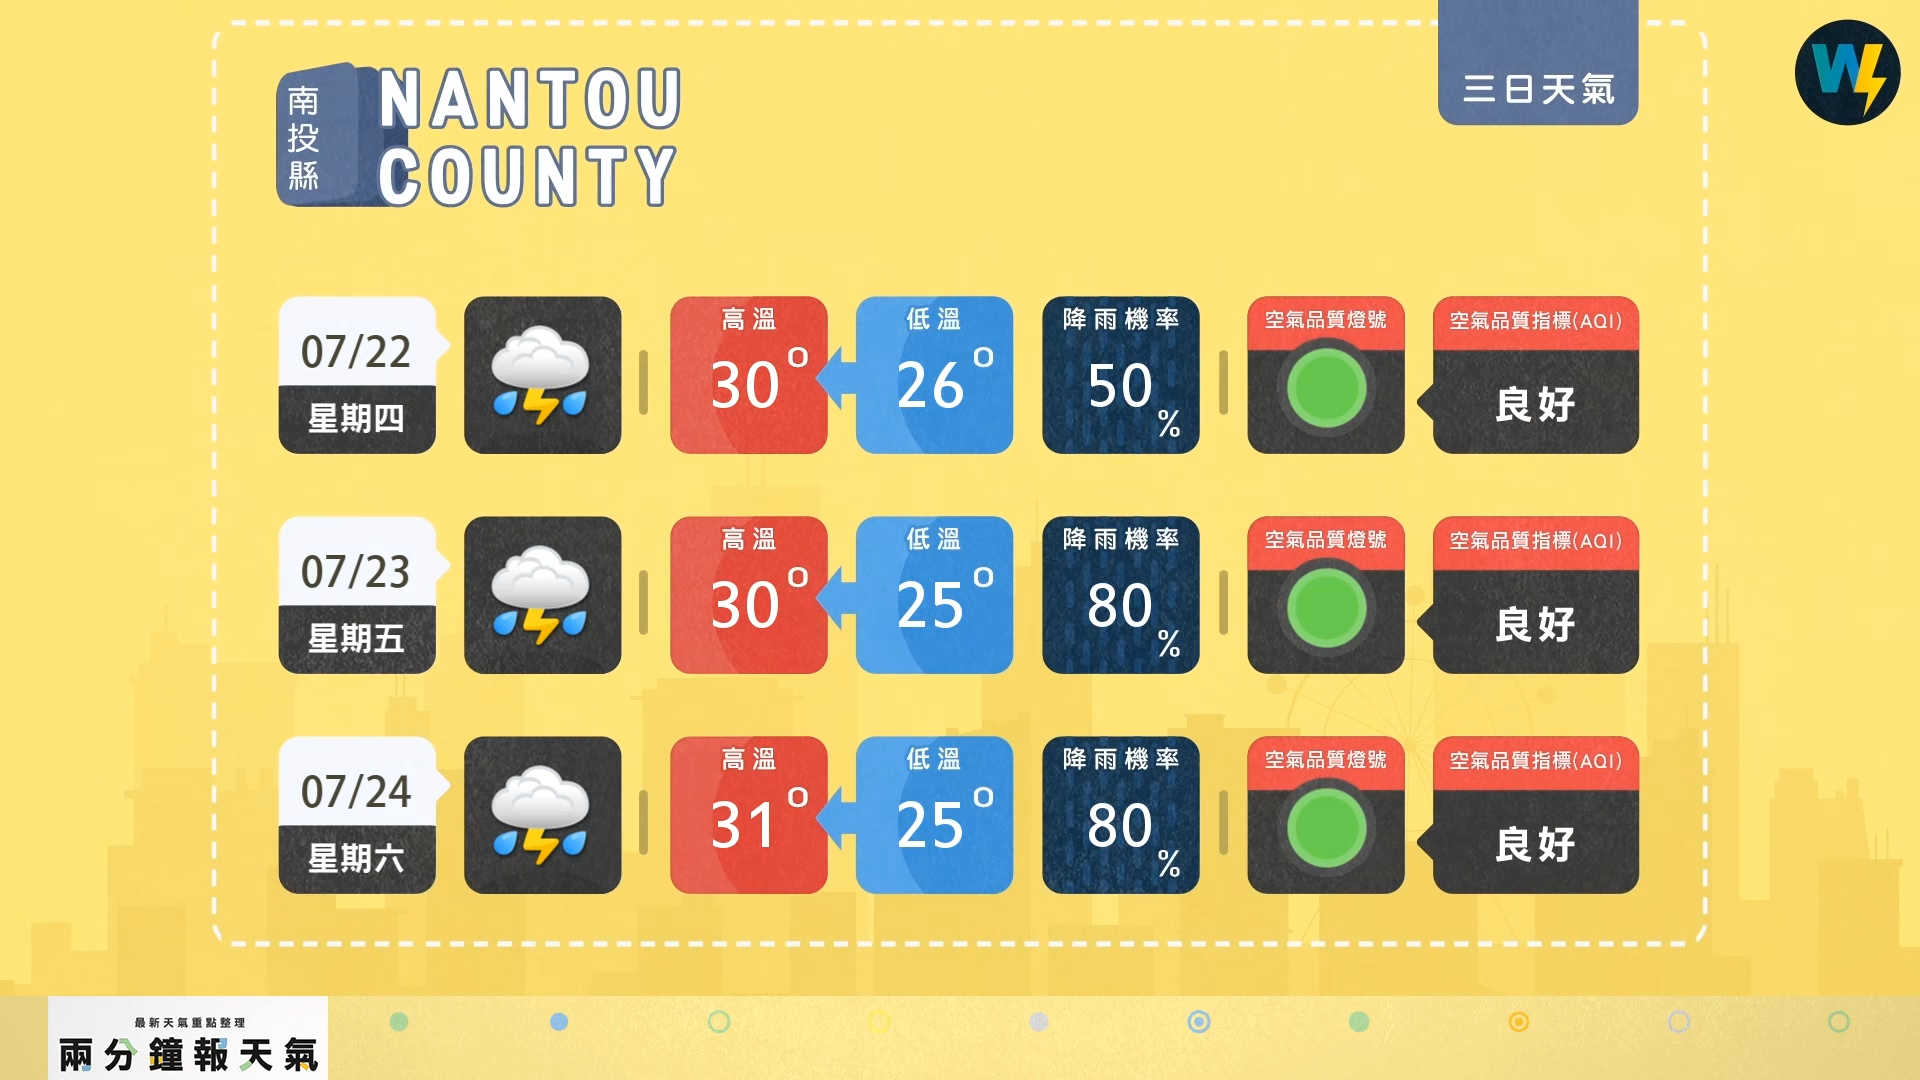 南投縣
NANTOU
COUNTY
三日天氣
W
07/22
星期四
高溫
30°
低溫
26°
降雨機率
50%
空氣品質燈號
空氣品質指標(AQI)
良好
07/23
星期五
高溫
30°
低溫
25°
降雨機率
80%
空氣品質燈號
空氣品質指標(AQI)
良好
07/24
星期六
高溫
31°
低溫
25°
降雨機率
80%
空氣品質燈號
空氣品質指標(AQI)
良好
最新天氣重點整理
兩分鐘報天氣